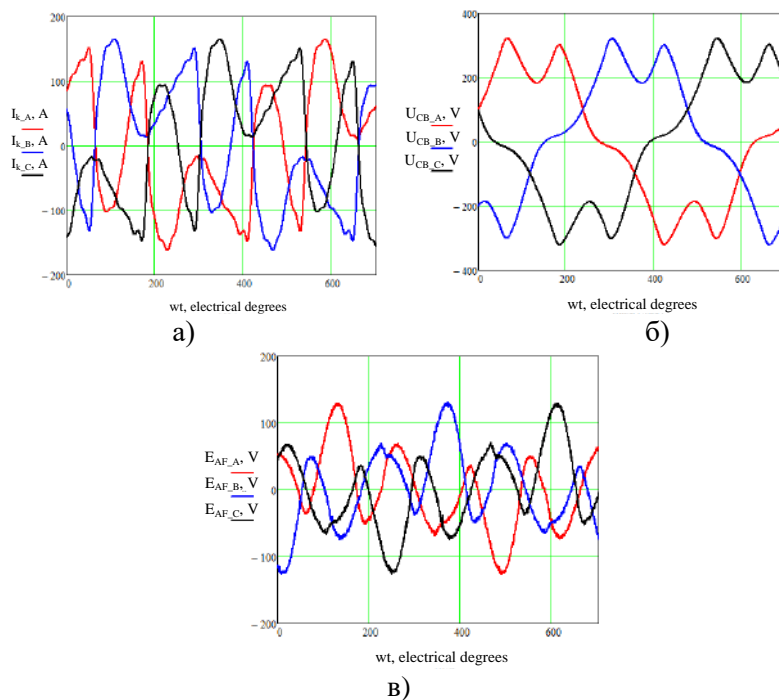 200
100
0
−100
−200
I_k_A, A
I_k_B, A
I_k_C, A
0
200
400
600
wt, electrical degrees
а)
400
200
0
−200
−400
U_CB_A, V
U_CB_B, V
U_CB_C, V
0
200
400
600
wt, electrical degrees
б)
200
100
0
−100
−200
E_AF_A, V
E_AF_B, V
E_AF_C, V
0
200
400
600
wt, electrical degrees
в)